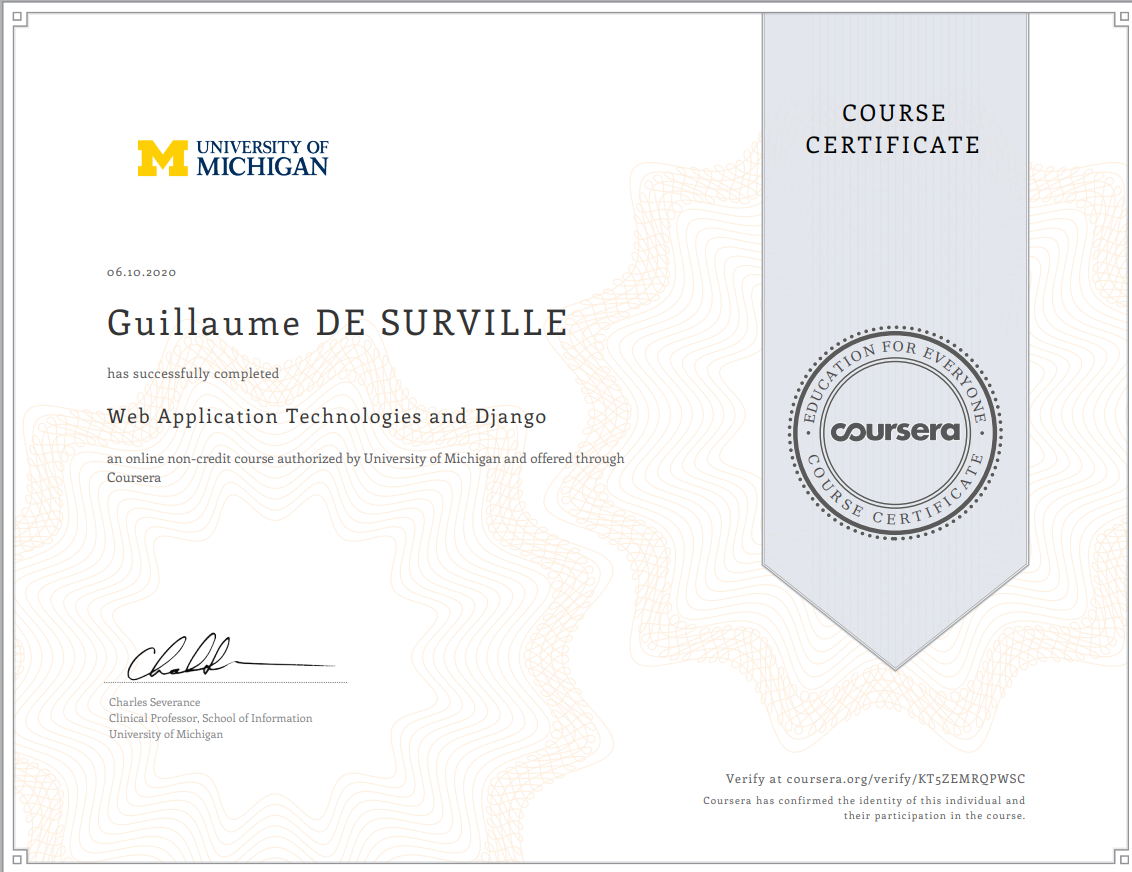 COURSE
CERTIFICATE
UNIVERSITY OF
MICHIGAN
06.10.2020
Guillaume DE SURVILLE
has successfully completed
Web Application Technologies and Django
an online non-credit course authorized by University of Michigan and offered through
Coursera
EDUCATION FOR EVERYONE
coursera
COURSE CERTIFICATE
Charles Severance
Clinical Professor, School of Information
University of Michigan
Verify at coursera.org/verify/KT5ZEMRQPWSC
Coursera has confirmed the identity of this individual and
their participation in the course.